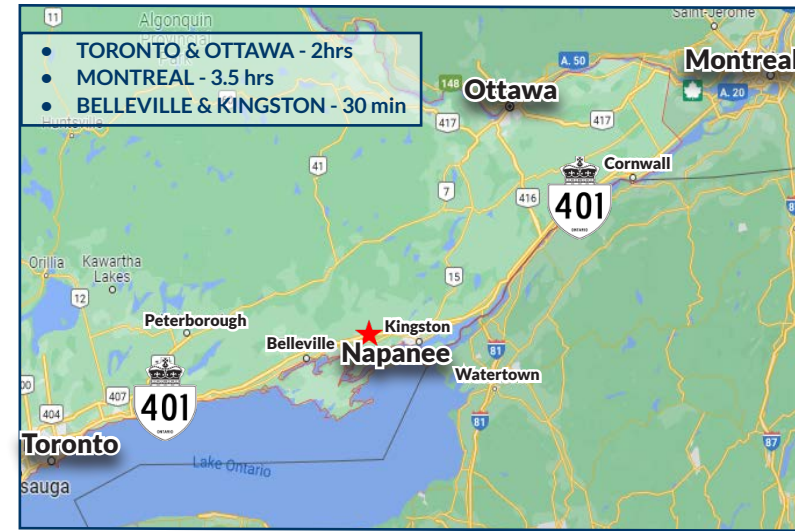 11
Algonquin
Provincial
Park
Saint-Jérôme
• TORONTO & OTTAWA - 2hrs
• MONTREAL - 3.5 hrs
• BELLEVILLE & KINGSTON - 30 min
A. 50
Montreal
148
Ottawa
A. 20
Huntsville
417
417
41
Cornwall
7
416
401
ONTARIO
Orillia
Kawartha
Lakes
15
12
Peterborough
Kingston
Belleville
Napanee
81
Watertown
00
407
401
ONTARIO
404
81
Toronto
87
Lake Ontario
sauga